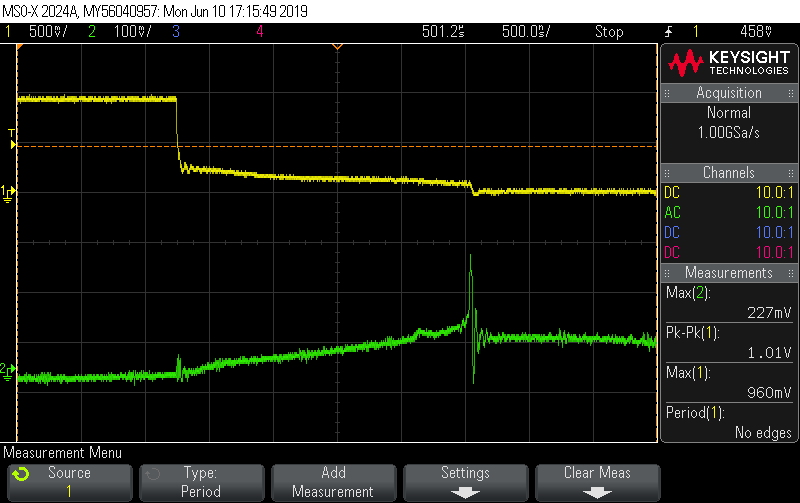 MSO-X 2024A, MY56040957: Mon Jun 10 17:15:49 2019
1 500%/ 2 100%/ 3 4 501.2% 500.0%/ Stop 1 458%
KEYSIGHT
TECHNOLOGIES
Acquisition
Normal
1.00GSa/s
Channels
DC 10.0:1
AC 10.0:1
DC 10.0:1
DC 10.0:1
Measurements
Max(2):
227mV
Pk-Pk(1):
1.01V
Max(1):
960mV
Period(1):
No edges
T
1
2
Measurement Menu
Source
1
Type:
Period
Add
Measurement
Settings
Clear Meas